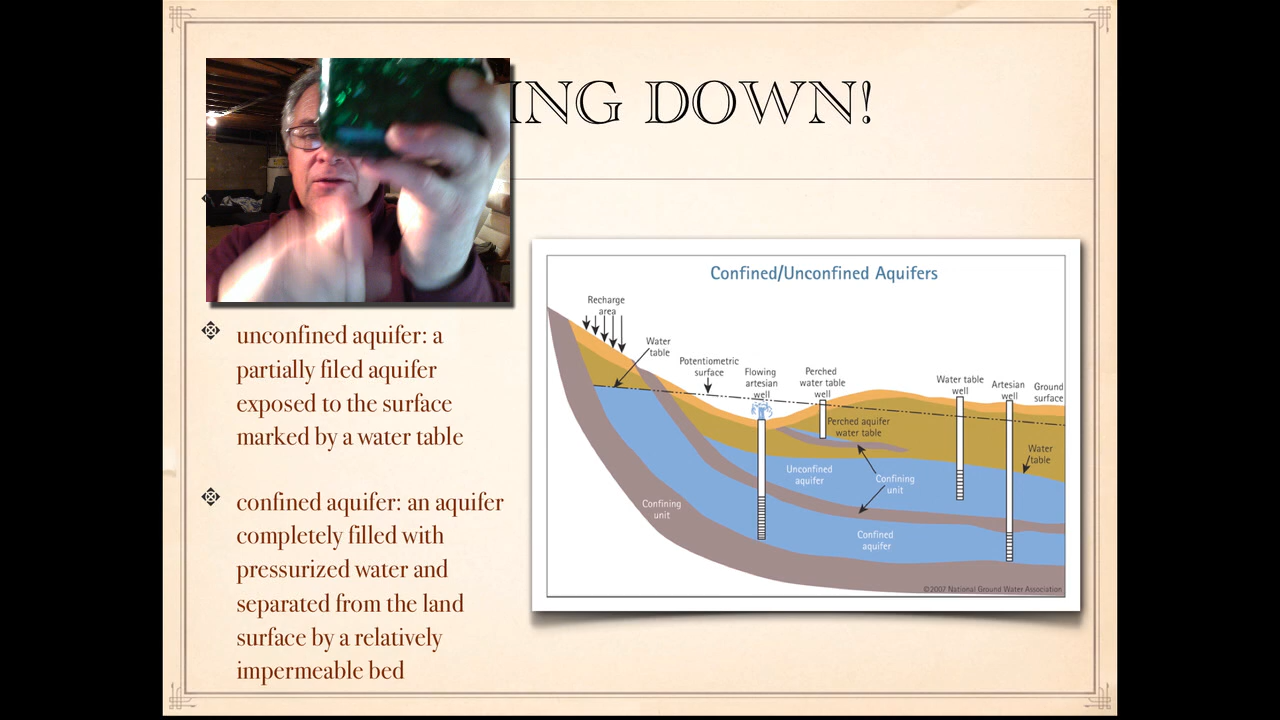 ING DOWN!
unconfined aquifer: a
partially filed aquifer
exposed to the surface
marked by a water table
confined aquifer: an aquifer
completely filled with
pressurized water and
separated from the land
surface by a relatively
impermeable bed
Confined/Unconfined Aquifers
Recharge
area
Water
table
Potentiometric
surface
Flowing
artesian
well
Perched
water table
well
Water table
well
Artesian
well
Ground
surface
Perched aquifer
water table
Water
table
Unconfined
aquifer
Confining
unit
Confining
unit
Confined
aquifer
©2007 National Ground Water Association